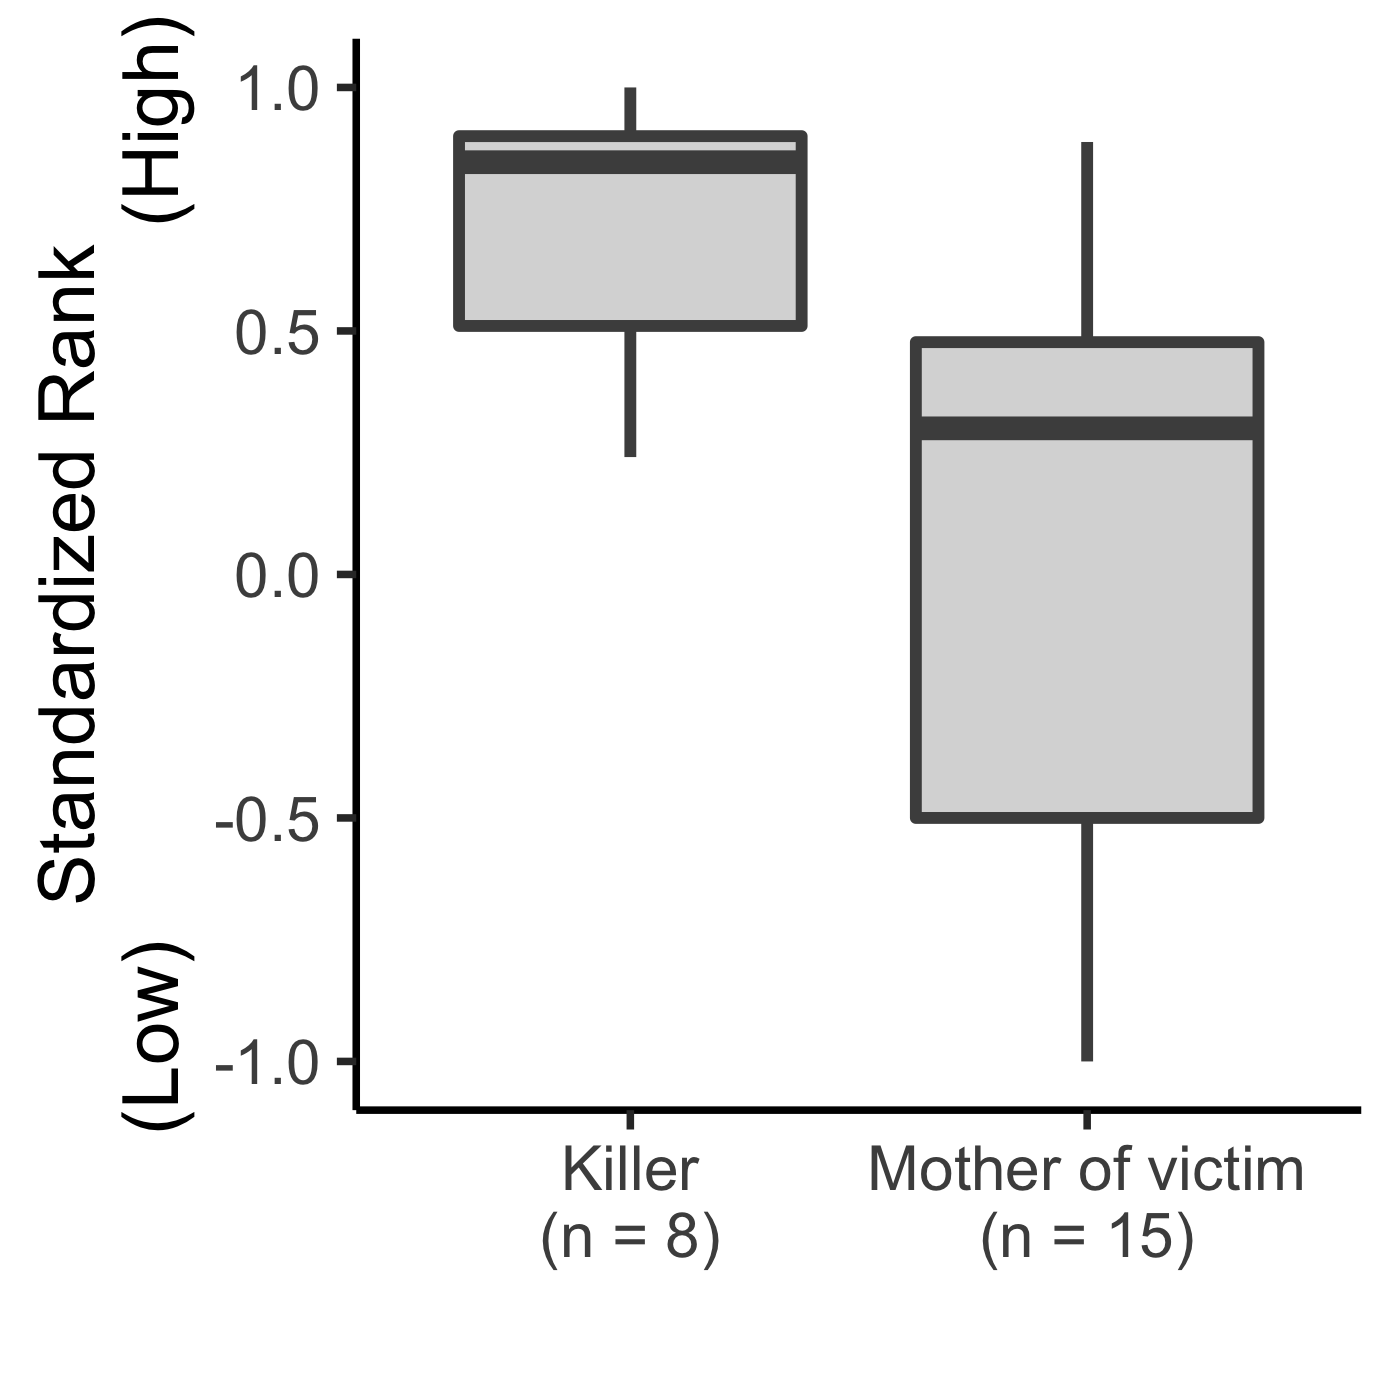 Standardized Rank
(Low) (High)
1.0
0.5
0.0
-0.5
-1.0
Killer
(n = 8)
Mother of victim
(n = 15)